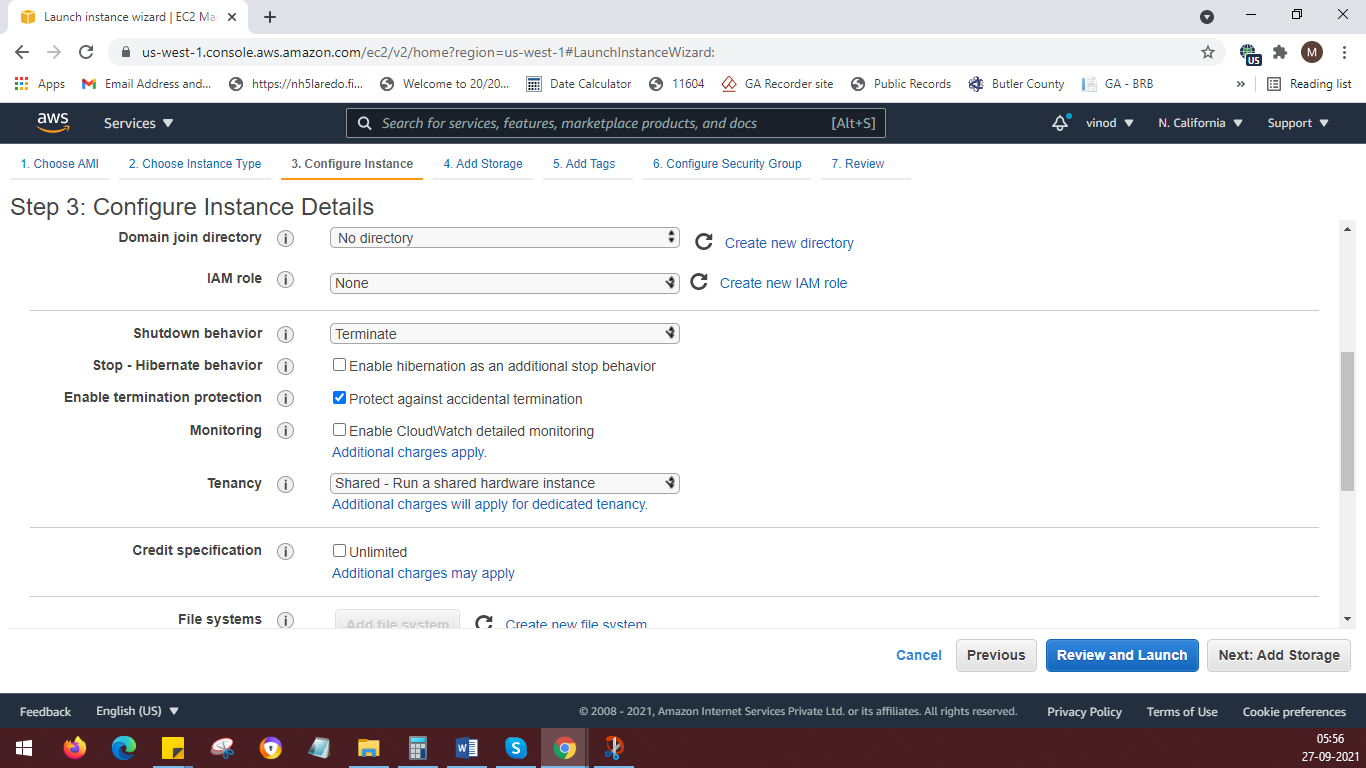 Launch instance wizard | EC2 Ma
us-west-1.console.aws.amazon.com/ec2/v2/home?region=us-west-1#LaunchInstanceWizard:
M
US
Apps
Email Address and...
https://nh5laredo.fi...
Welcome to 20/20...
Date Calculator
11604
GA Recorder site
Public Records
Butler County
GA - BRB
»
Reading list
aws
Services
Search for services, features, marketplace products, and docs
[Alt+S]
vinod
N. California
Support
1. Choose AMI
2. Choose Instance Type
3. Configure Instance
4. Add Storage
5. Add Tags
6. Configure Security Group
7. Review
Step 3: Configure Instance Details
Domain join directory
No directory
Create new directory
IAM role
None
Create new IAM role
Shutdown behavior
Terminate
Stop - Hibernate behavior
Enable hibernation as an additional stop behavior
Enable termination protection
Protect against accidental termination
Monitoring
Enable CloudWatch detailed monitoring
Additional charges apply.
Tenancy
Shared - Run a shared hardware instance
Additional charges will apply for dedicated tenancy.
Credit specification
Unlimited
Additional charges may apply
File systems
Add file system
Create new file system
Cancel
Previous
Review and Launch
Next: Add Storage
Feedback
English (US)
© 2008 - 2021, Amazon Internet Services Private Ltd. or its affiliates. All rights reserved.
Privacy Policy
Terms of Use
Cookie preferences
05:56
27-09-2021